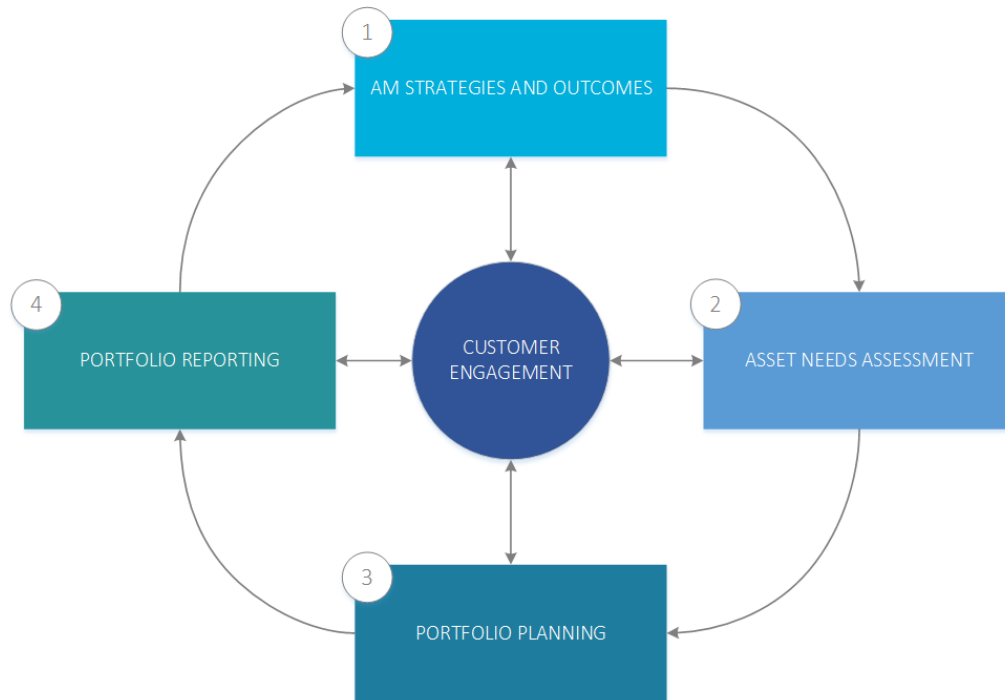 1
AM STRATEGIES AND OUTCOMES
2
ASSET NEEDS ASSESSMENT
3
PORTFOLIO PLANNING
4
PORTFOLIO REPORTING
CUSTOMER
ENGAGEMENT